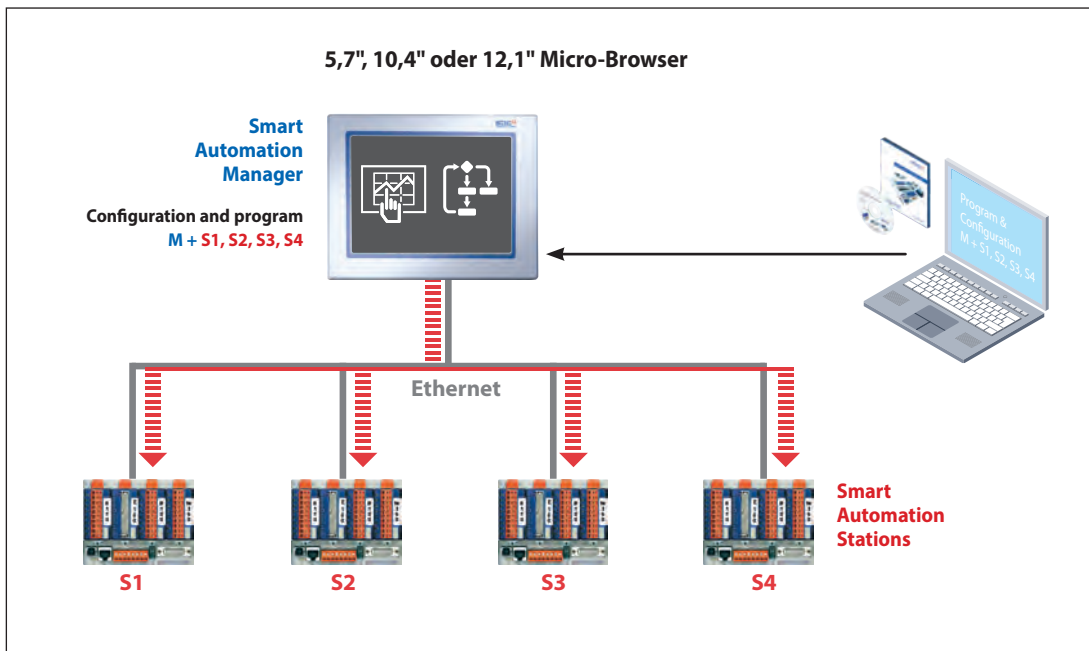 5,7", 10,4" oder 12,1" Micro-Browser
Smart
Automation
Manager
Configuration and program
M + S1, S2, S3, S4
Program &
Configuration
M + S1, S2, S3, S4
Ethernet
Smart
Automation
Stations
S1
S2
S3
S4